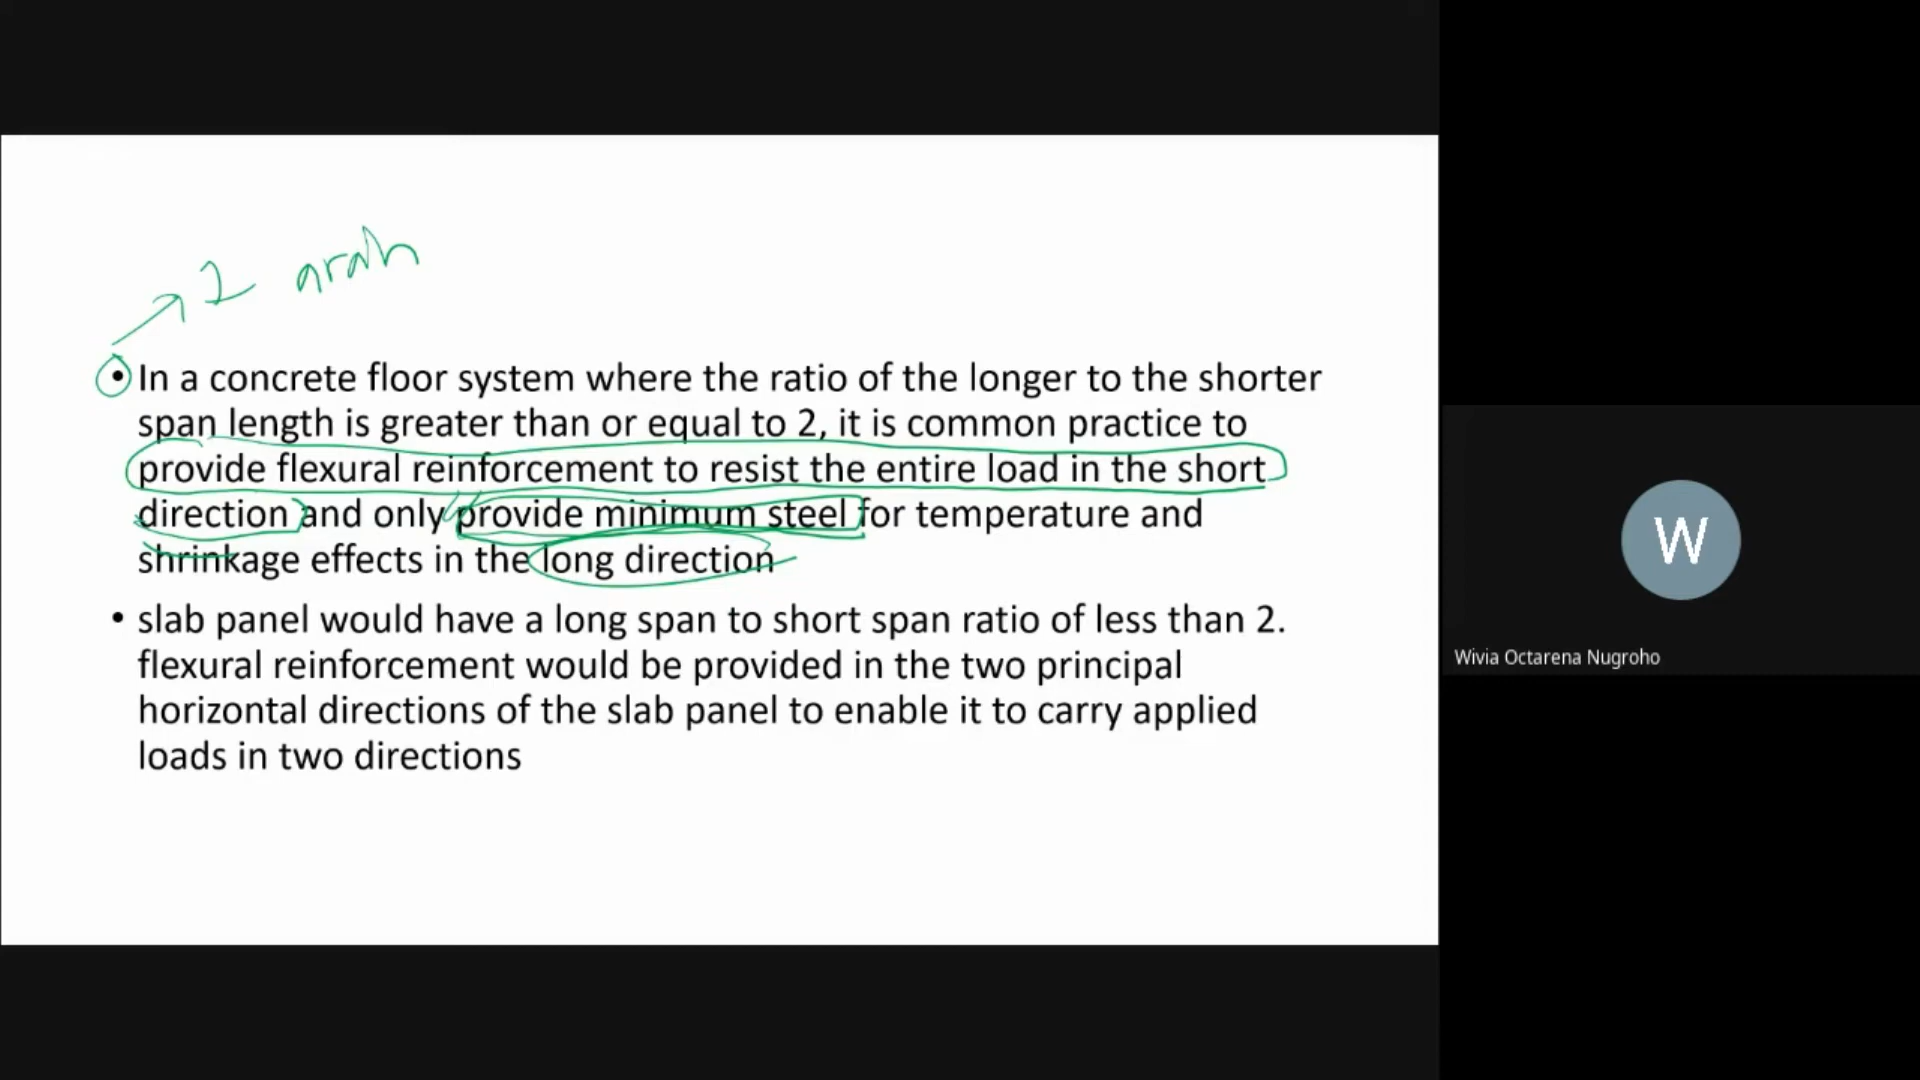 arah
• In a concrete floor system where the ratio of the longer to the shorter
span length is greater than or equal to 2, it is common practice to
provide flexural reinforcement to resist the entire load in the short
direction and only provide minimum steel for temperature and
shrinkage effects in the long direction
• slab panel would have a long span to short span ratio of less than 2.
flexural reinforcement would be provided in the two principal
horizontal directions of the slab panel to enable it to carry applied
loads in two directions
W
Wivia Octarena Nugroho